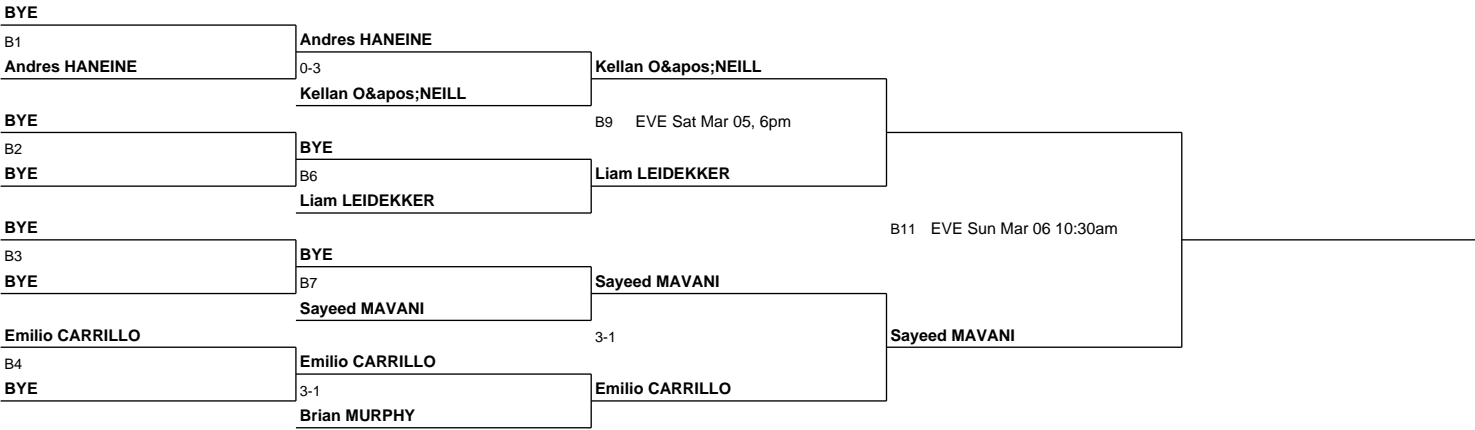 BYE
B1
Andres HANEINE
Andres HANEINE
0-3
Kellan O&apos;NEILL
Kellan O&apos;NEILL
BYE
B2
BYE
BYE
B6
Liam LEIDEKKER
B9 EVE Sat Mar 05, 6pm
Liam LEIDEKKER
BYE
B3
BYE
BYE
B7
Sayeed MAVANI
Sayeed MAVANI
B11 EVE Sun Mar 06 10:30am
Emilio CARRILLO
B4
BYE
Emilio CARRILLO
3-1
Brian MURPHY
3-1
Emilio CARRILLO
Sayeed MAVANI